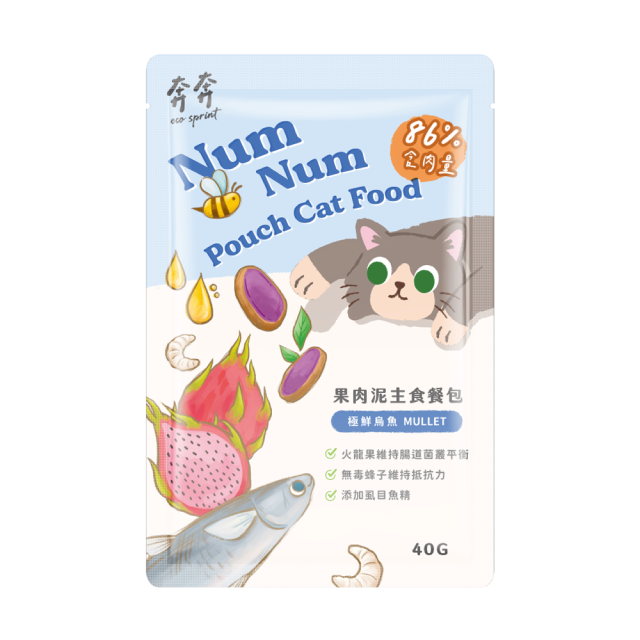 奔奔
eco sprint
Num
Num
Pouch Cat Food
86%
含肉量
果肉泥主食餐包
極鮮烏魚 MULLET
火龍果維持腸道菌叢平衡
無毒蜂子維持抵抗力
添加虱目魚精
40G